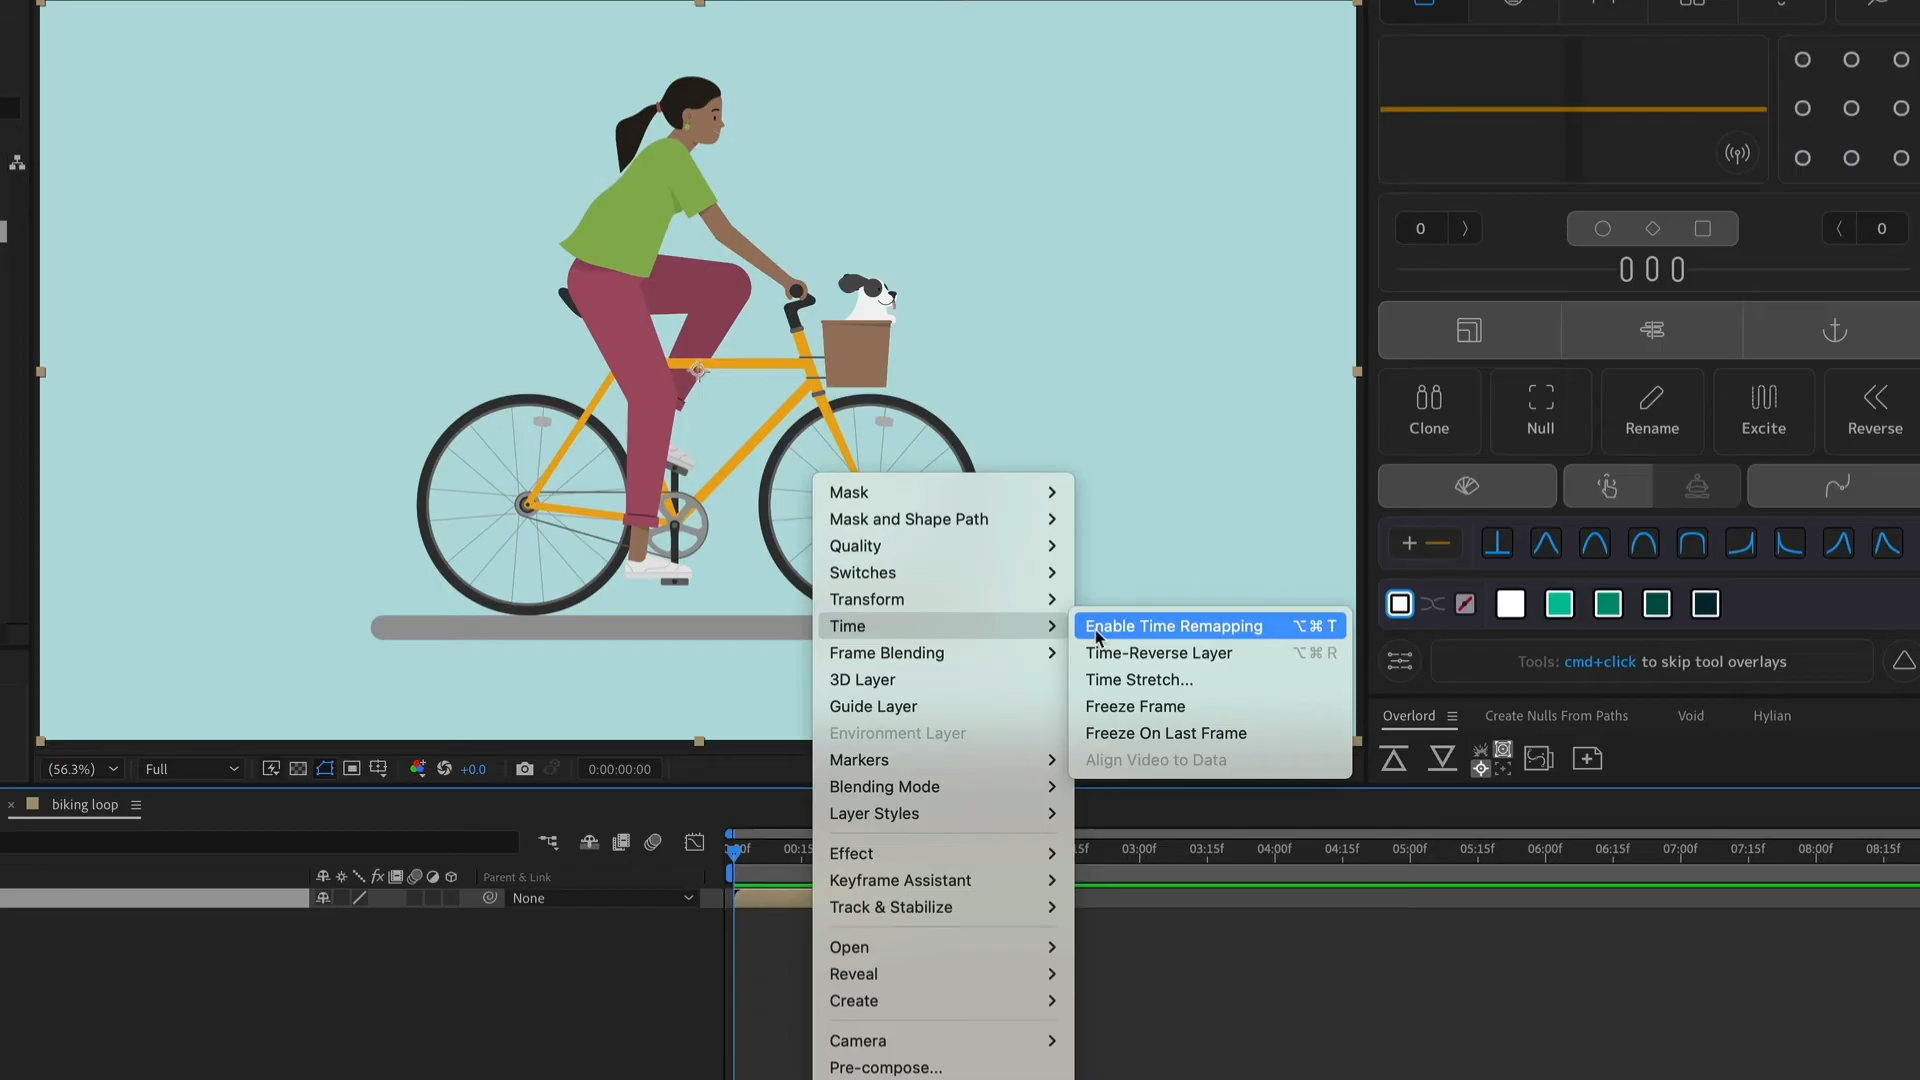 0
0
Clone
Null
Rename
Excite
Reverse
Mask
Mask and Shape Path
Quality
Switches
Transform
Time
Frame Blending
3D Layer
Guide Layer
Environment Layer
Markers
Blending Mode
Layer Styles
Effect
Keyframe Assistant
Track & Stabilize
Open
Reveal
Create
Camera
Pre-compose...
Enable Time Remapping ⌥⌘T
Time-Reverse Layer ⌥⌘R
Time Stretch...
Freeze Frame
Freeze On Last Frame
Align Video to Data
Tools: cmd+click to skip tool overlays
Overlord Create Nulls From Paths Void Hylian
(56.3%) Full +0.0 0:00:00:00
biking loop
00:15 03:00f 03:15f 04:00f 04:15f 05:00f 05:15f 06:00f 06:15f 07:00f 07:15f 08:00f 08:15f
fx Parent & Link
None